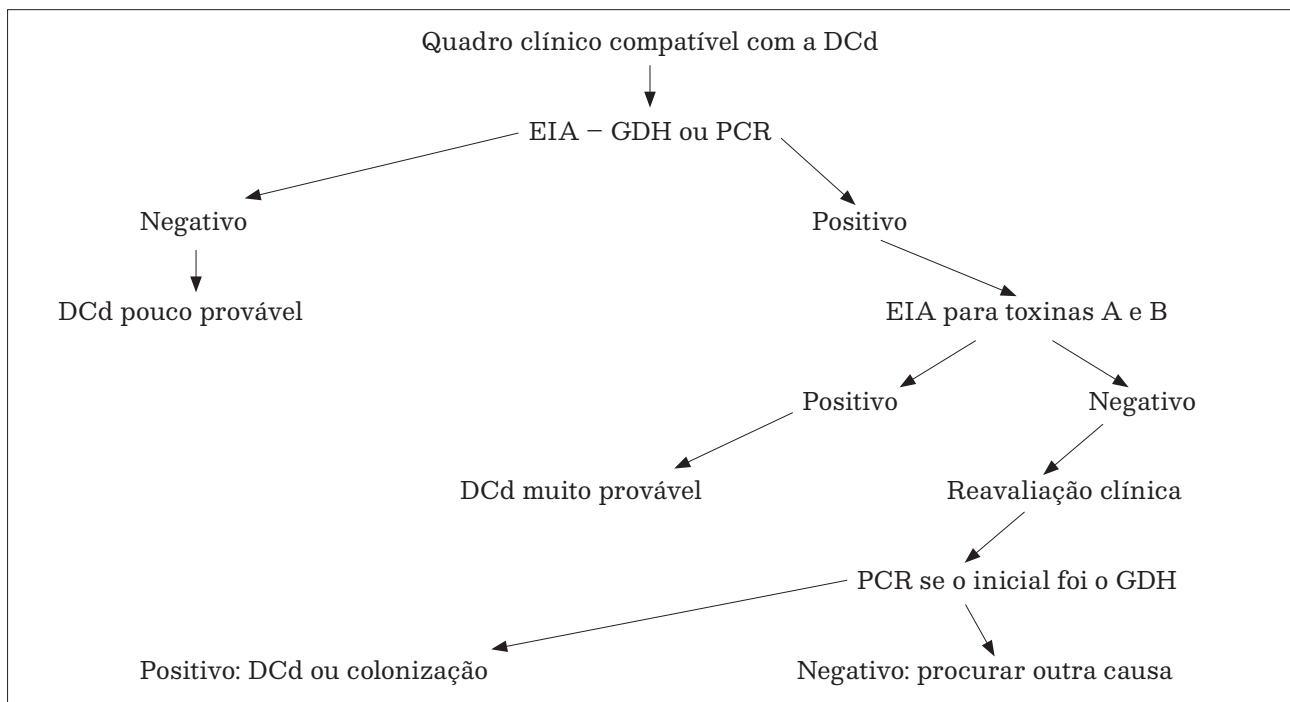 Quadro clínico compatível com a DCd
EIA – GDH ou PCR
Negativo
Positivo
DCd pouco provável
EIA para toxinas A e B
Positivo
Negativo
DCd muito provável
Reavaliação clínica
PCR se o inicial foi o GDH
Positivo: DCd ou colonização
Negativo: procurar outra causa